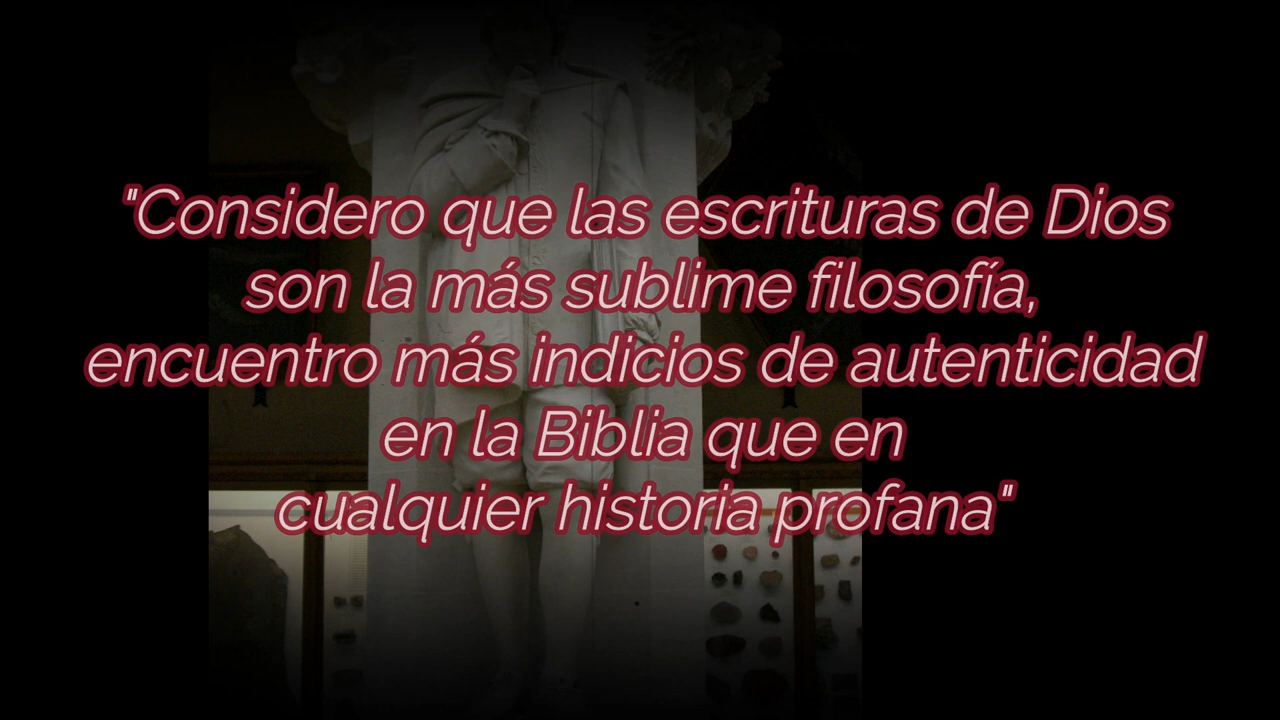 "Considero que las escrituras de Dios
son la más sublime filosofía,
encuentro más indicios de autenticidad
en la Biblia que en
cualquier historia profana"